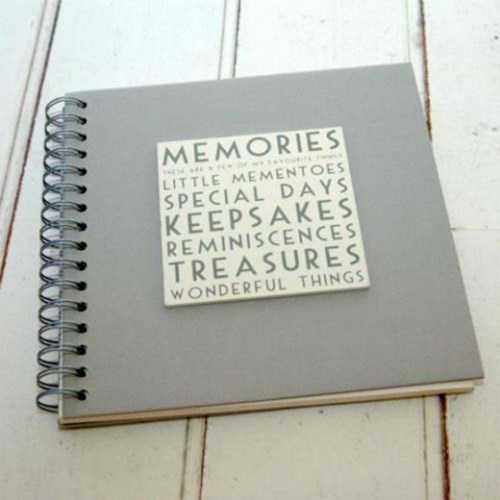 MEMORIES
THESE ARE A FEW OF MY FAVOURITE THINGS
LITTLE MEMENTOES
SPECIAL DAYS
KEEPSAKES
REMINISCENCES
TREASURES
WONDERFUL THINGS